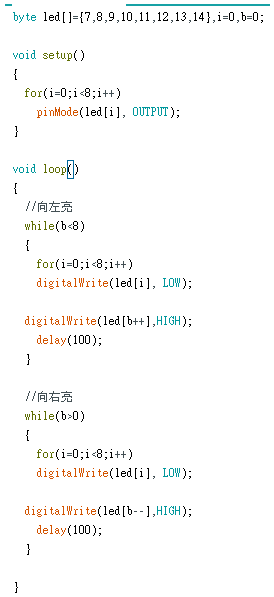 byte led[]={7,8,9,10,11,12,13,14},i=0,b=0;
void setup()
{
for(i=0;i<8;i++)
pinMode(led[i], OUTPUT);
}
void loop()
{
//向左亮
while(b<8)
{
for(i=0;i<8;i++)
digitalWrite(led[i], LOW);
digitalWrite(led[b++],HIGH);
delay(100);
}
//向右亮
while(b>0)
{
for(i=0;i<8;i++)
digitalWrite(led[i], LOW);
digitalWrite(led[b--],HIGH);
delay(100);
}
}